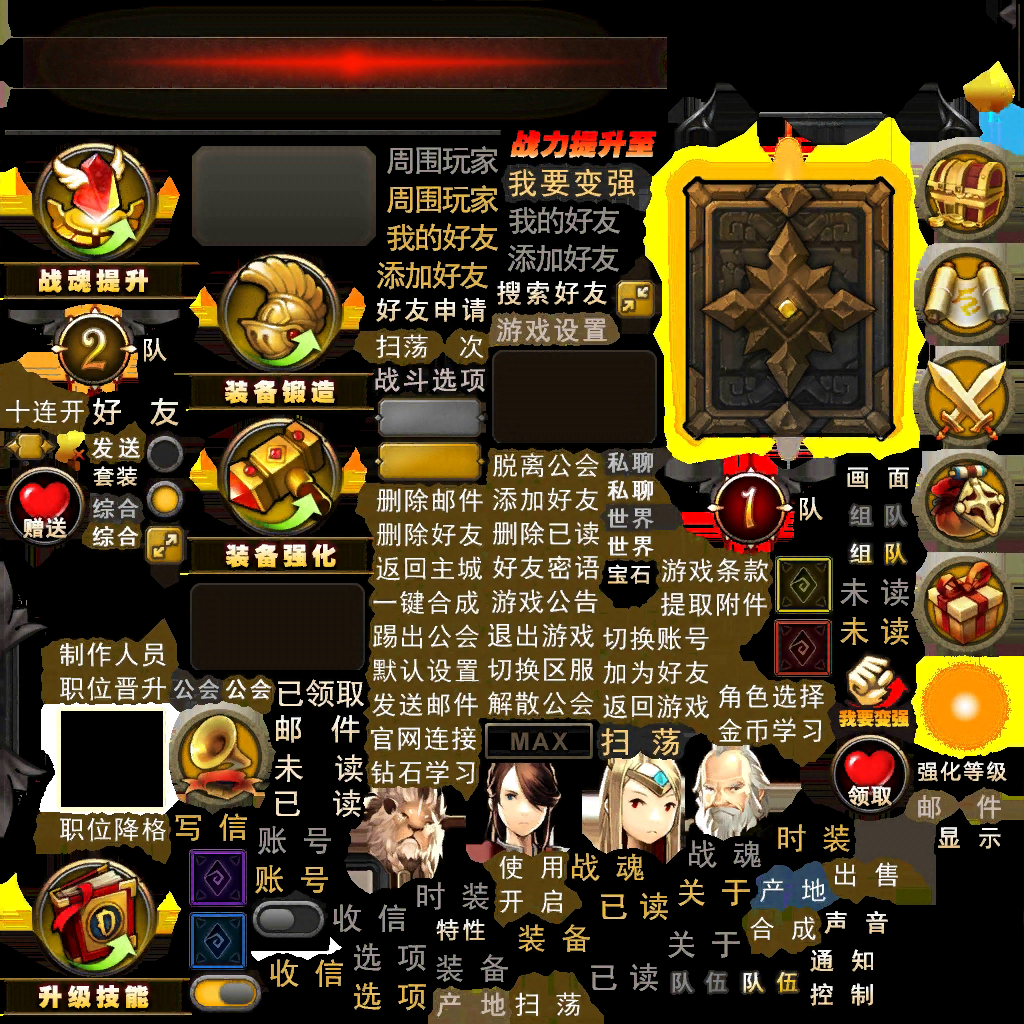 战力提升至
周围玩家
我要变强
周围玩家
我的好友
我的好友
添加好友
添加好友
战魂提升
搜索好友
好友申请
游戏设置
2 队
扫荡 次
战斗选项
装备锻造
十连开
好 友
发送
套装
综合
综合
赠送
脱离公会
私聊
私聊
删除邮件
添加好友
世界
世界
1 队
画 面
组 队
组 队
删除好友
删除已读
装备强化
返回主城
好友密语
宝石
游戏条款
未 读
一键合成
游戏公告
提取附件
未 读
踢出公会
退出游戏
切换账号
制作人员
默认设置
切换区服
加为好友
职位晋升
公会
公会
已领取
角色选择
我要变强
发送邮件
解散公会
返回游戏
邮 件
官网连接
MAX
扫 荡
金币学习
未 读
钻石学习
强化等级
领取
已 读
邮 件
职位降格
写 信
账 号
显 示
时 装
战 魂
使 用
战 魂
账 号
出 售
时 装
开 启
关 于
产 地
已 读
收 信
特性
合 成
声 音
装 备
关 于
选 项
装 备
通 知
收 信
已 读
队 伍
队 伍
升级技能
选 项
产 地
扫 荡
控 制